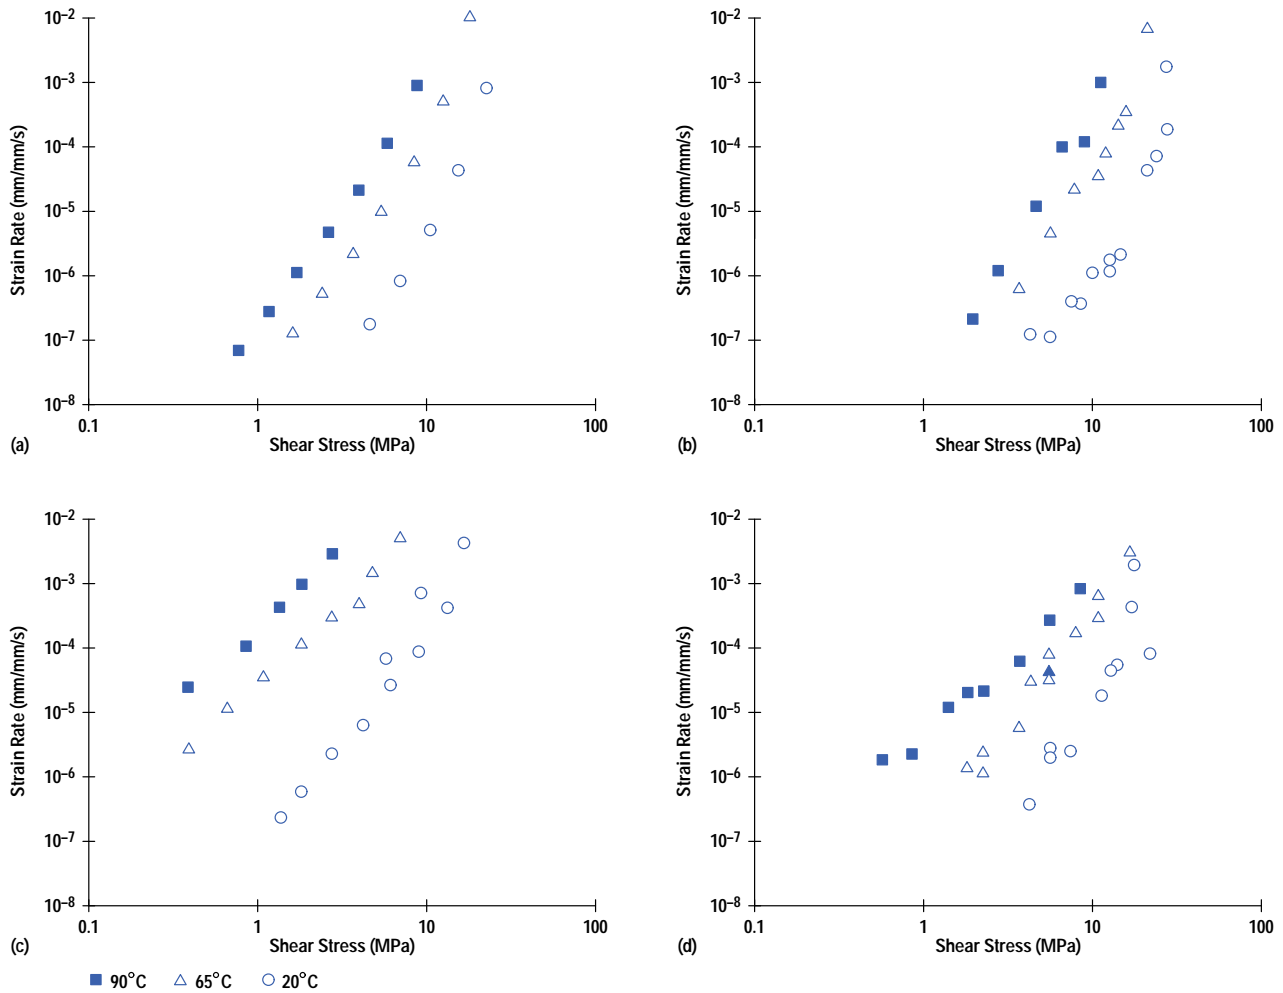 10⁻² 10⁻²
10⁻³ 10⁻³
10⁻⁴ 10⁻⁴
10⁻⁵ 10⁻⁵
10⁻⁶ 10⁻⁶
10⁻⁷ 10⁻⁷
10⁻⁸ 10⁻⁸
Strain Rate (mm/mm/s) Strain Rate (mm/mm/s)
0.1 1 10 100 0.1 1 10 100
(a) Shear Stress (MPa) (b) Shear Stress (MPa)
10⁻² 10⁻²
10⁻³ 10⁻³
10⁻⁴ 10⁻⁴
10⁻⁵ 10⁻⁵
10⁻⁶ 10⁻⁶
10⁻⁷ 10⁻⁷
10⁻⁸ 10⁻⁸
Strain Rate (mm/mm/s) Strain Rate (mm/mm/s)
0.1 1 10 100 0.1 1 10 100
(c) Shear Stress (MPa) (d) Shear Stress (MPa)
90°C 65°C 20°C